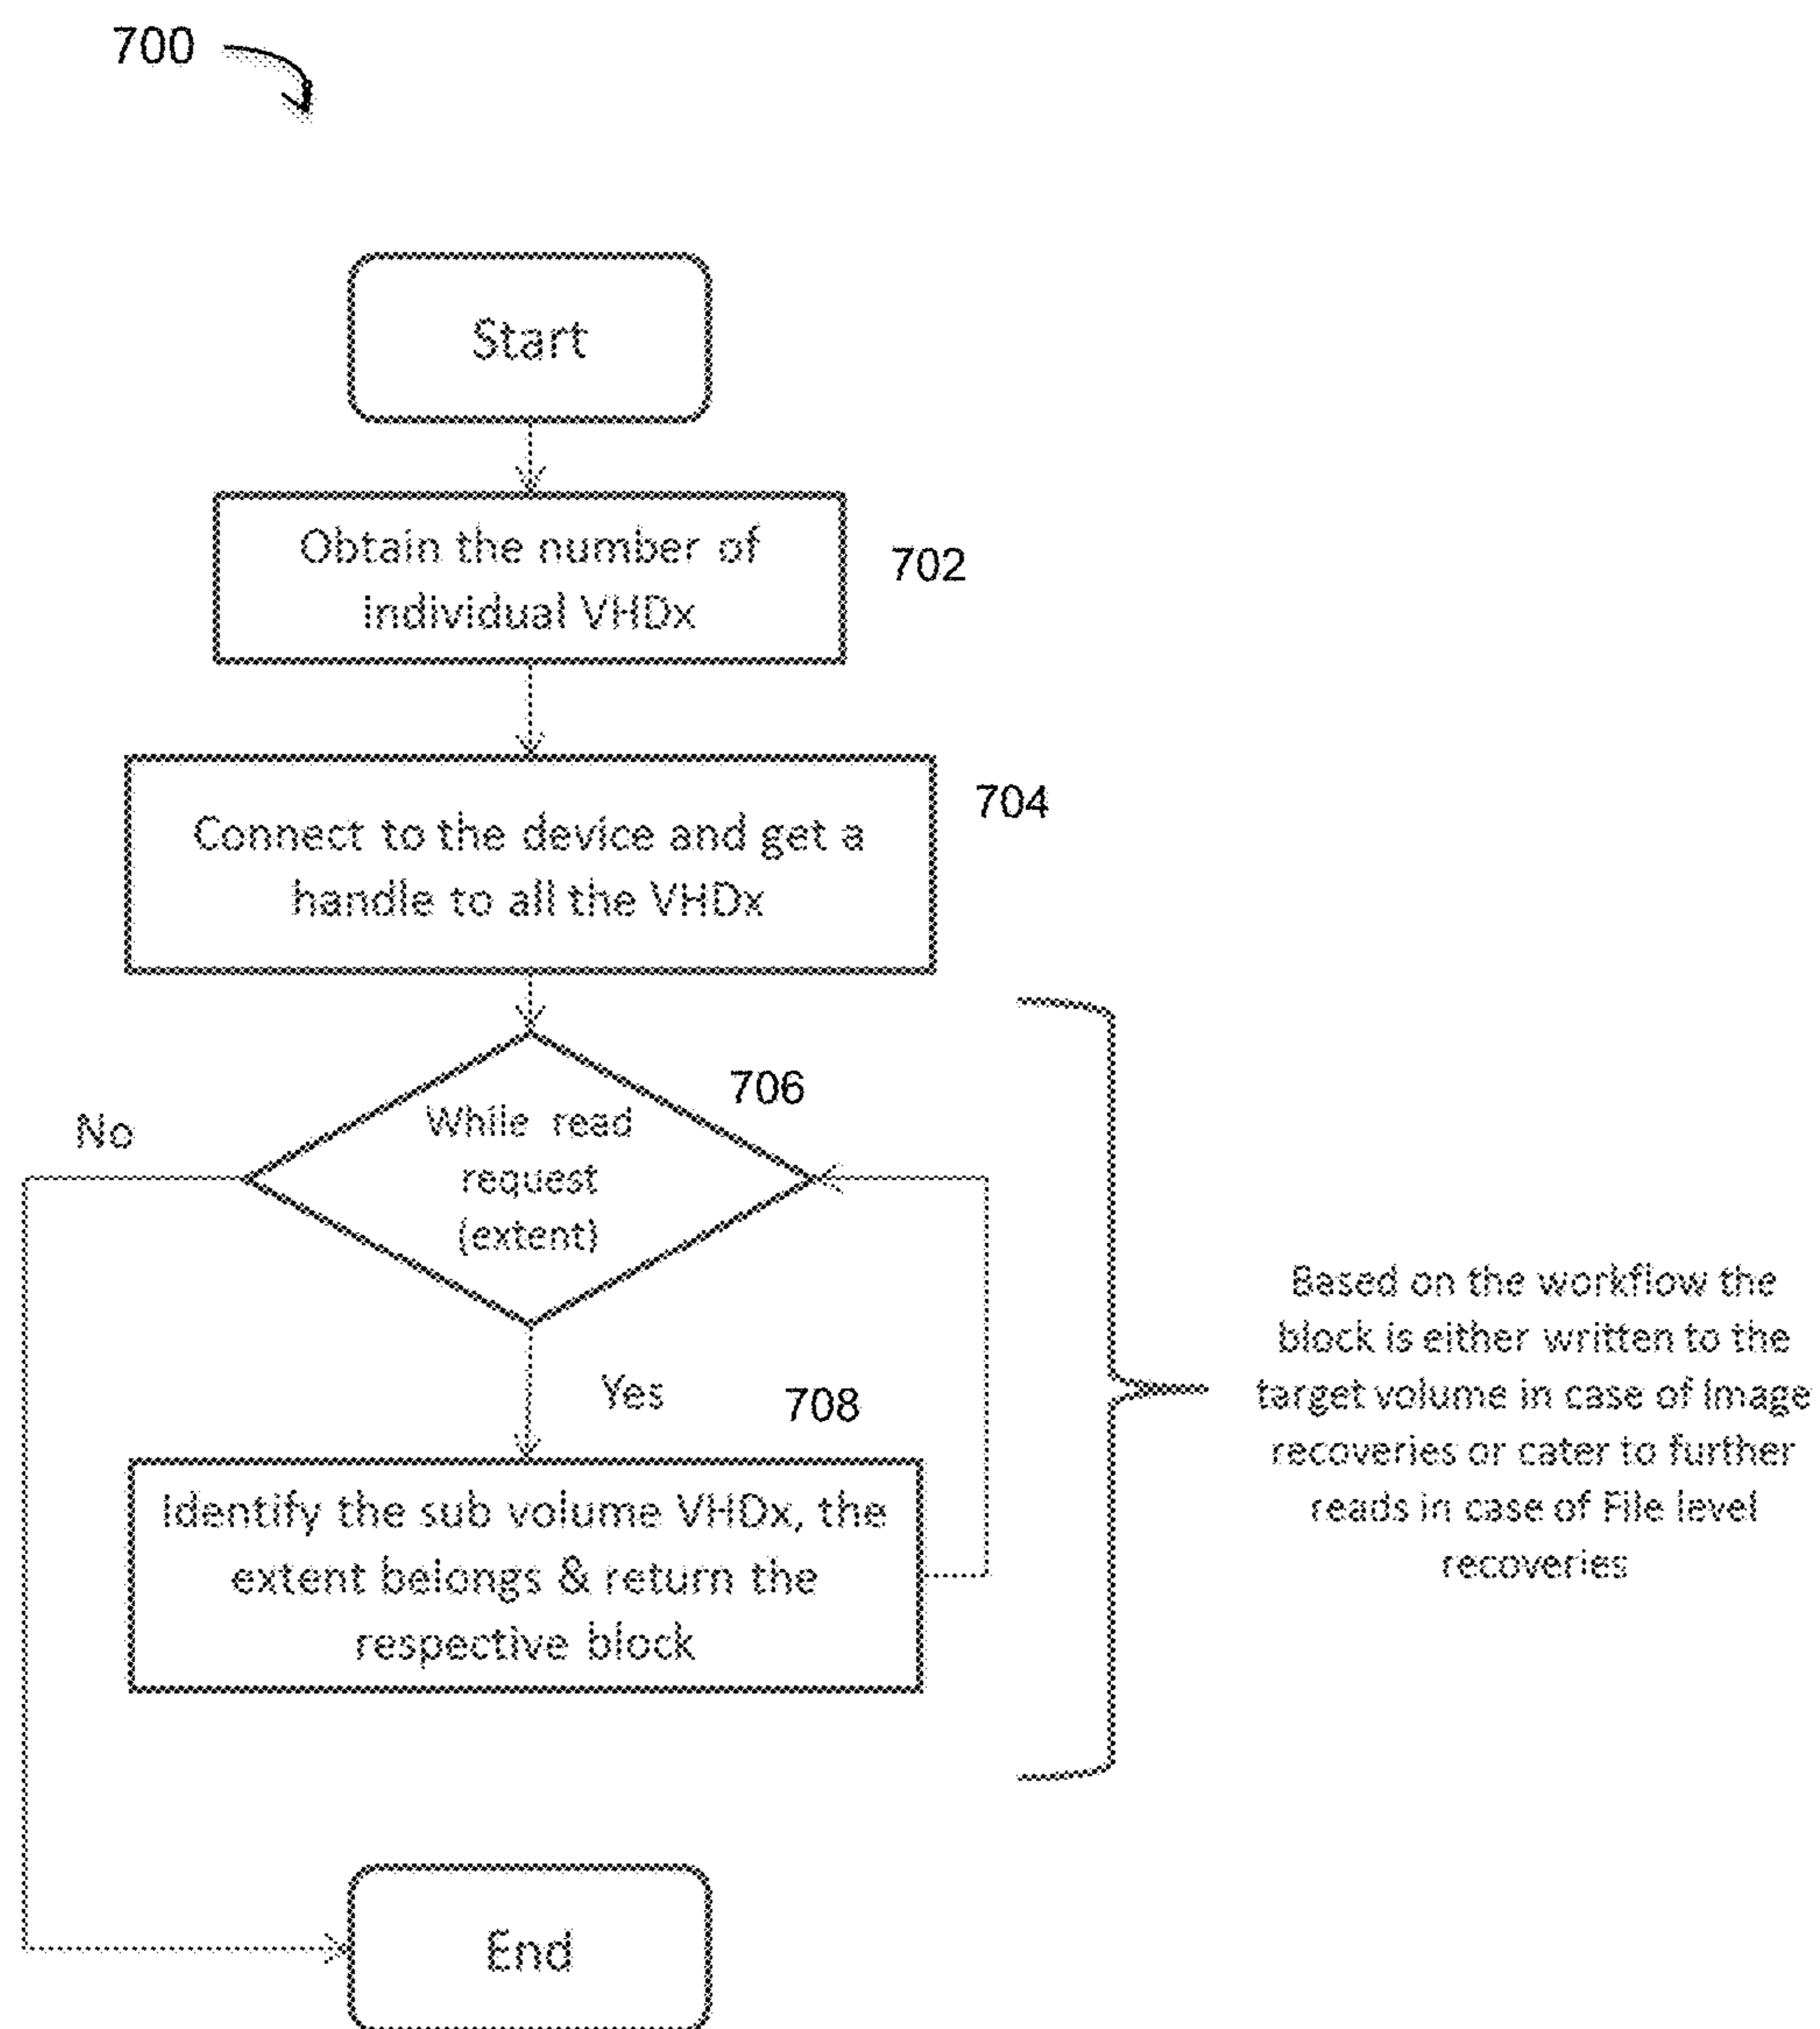 700
Start
Obtain the number of
individual VHDx
702
Connect to the device and get a
handle to all the VHDx
704
706
While read
request
(extent)
No
Yes
708
Identify the sub volume VHDx, the
extent belongs & return the
respective block
Based on the workflow the
block is either written to the
target volume in case of Image
recoveries or cater to further
reads in case of File level
recoveries
End